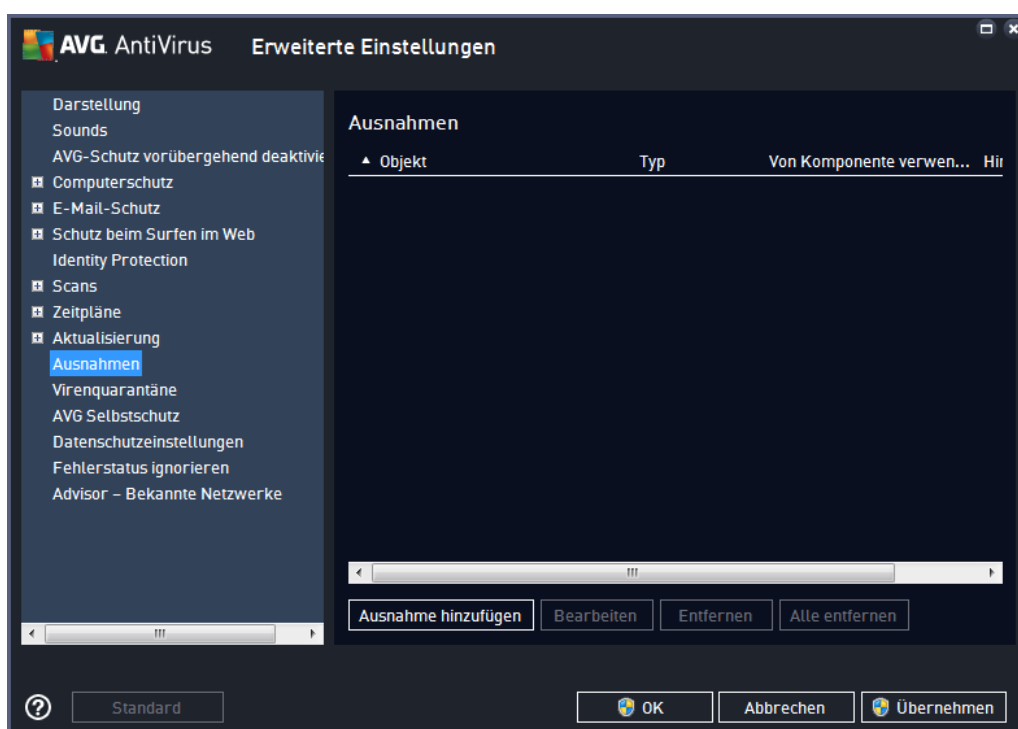 AVG AntiVirus Erweiterte Einstellungen
Darstellung
Sounds
AVG-Schutz vorübergehend deaktivie
Computerschutz
E-Mail-Schutz
Schutz beim Surfen im Web
Identity Protection
Scans
Zeitpläne
Aktualisierung
Ausnahmen
Virenquarantäne
AVG Selbstschutz
Datenschutzeinstellungen
Fehlerstatus ignorieren
Advisor – Bekannte Netzwerke
Ausnahmen
Objekt Typ Von Komponente verwen... Hin
Ausnahme hinzufügen Bearbeiten Entfernen Alle entfernen
Standard OK Abbrechen Übernehmen